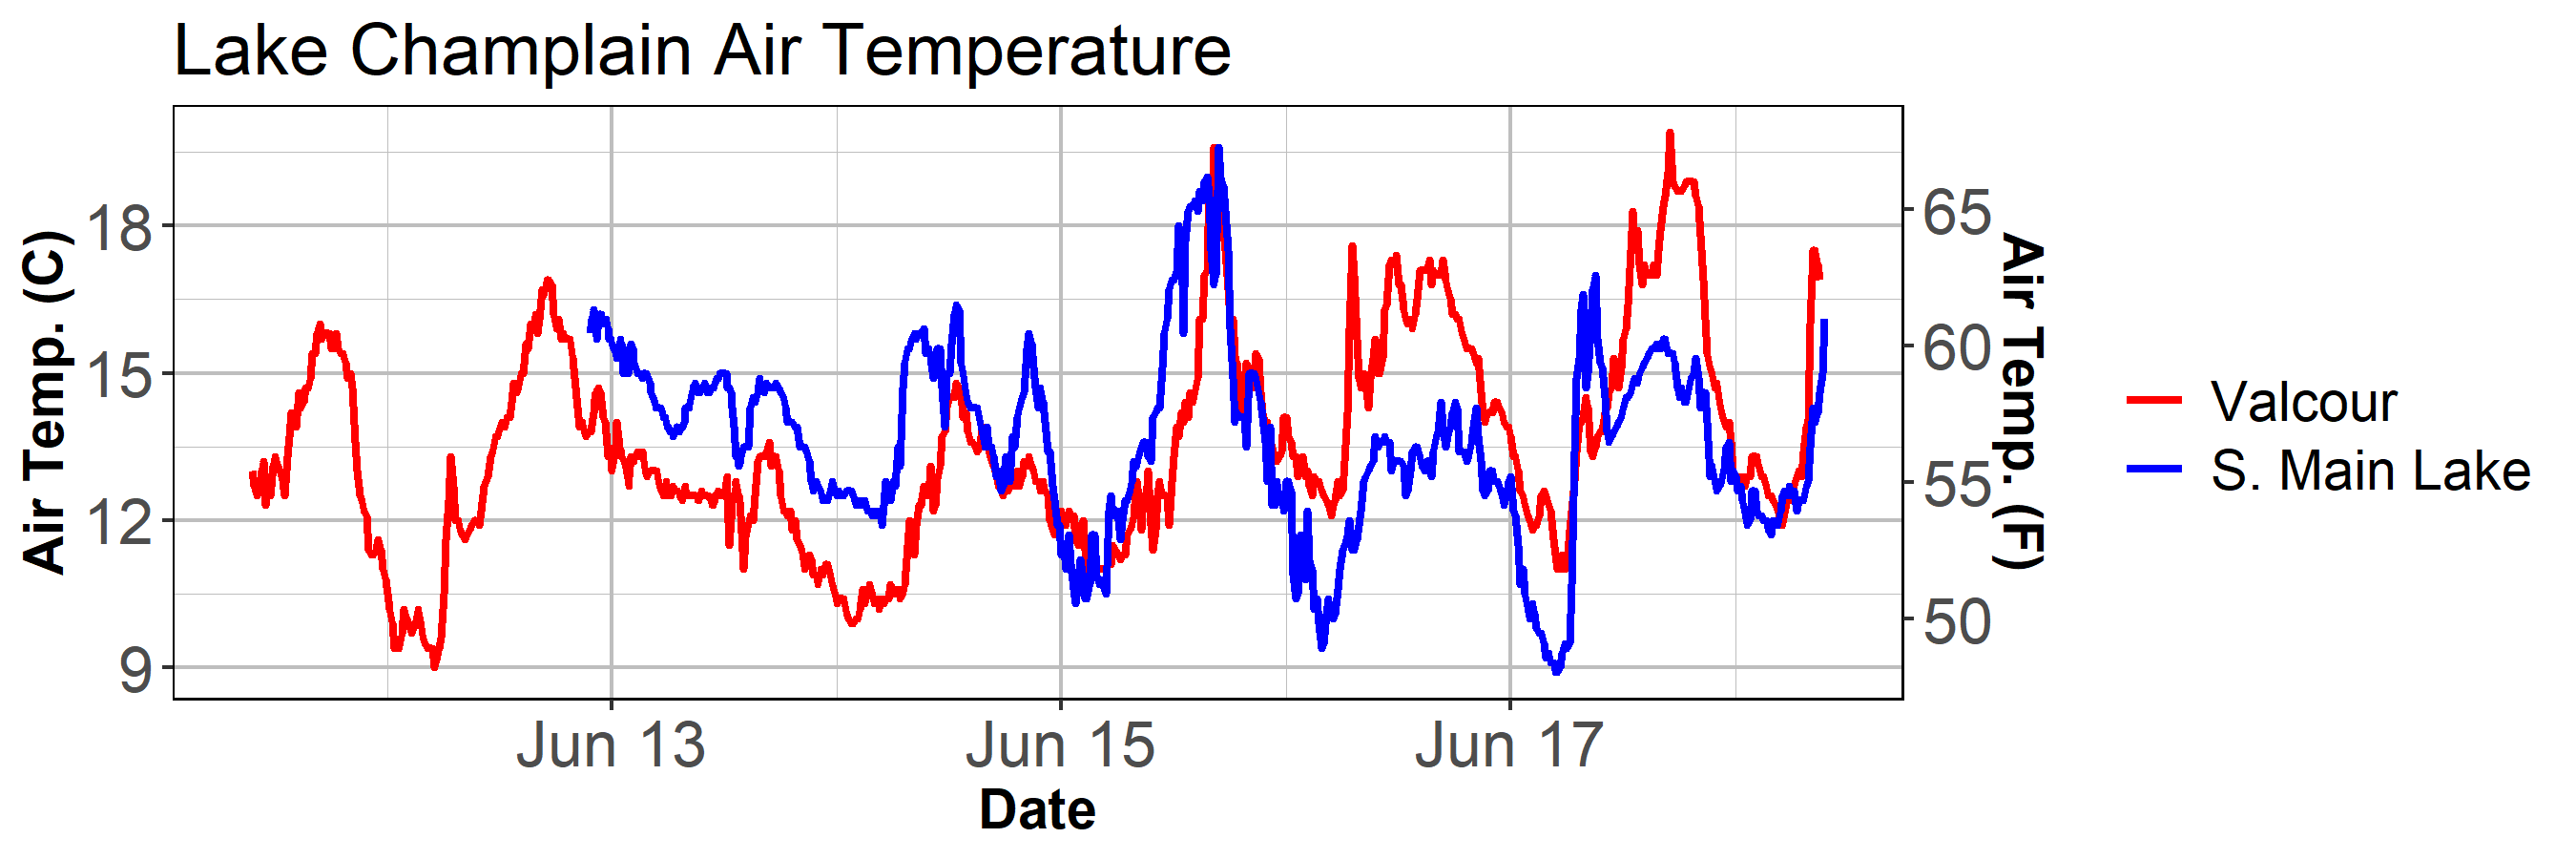 Lake Champlain Air Temperature
Air Temp. (C)
18
15
12
9
65
60
55
50
Air Temp. (F)
Jun 13 Jun 15 Jun 17
Date
Valcour
S. Main Lake